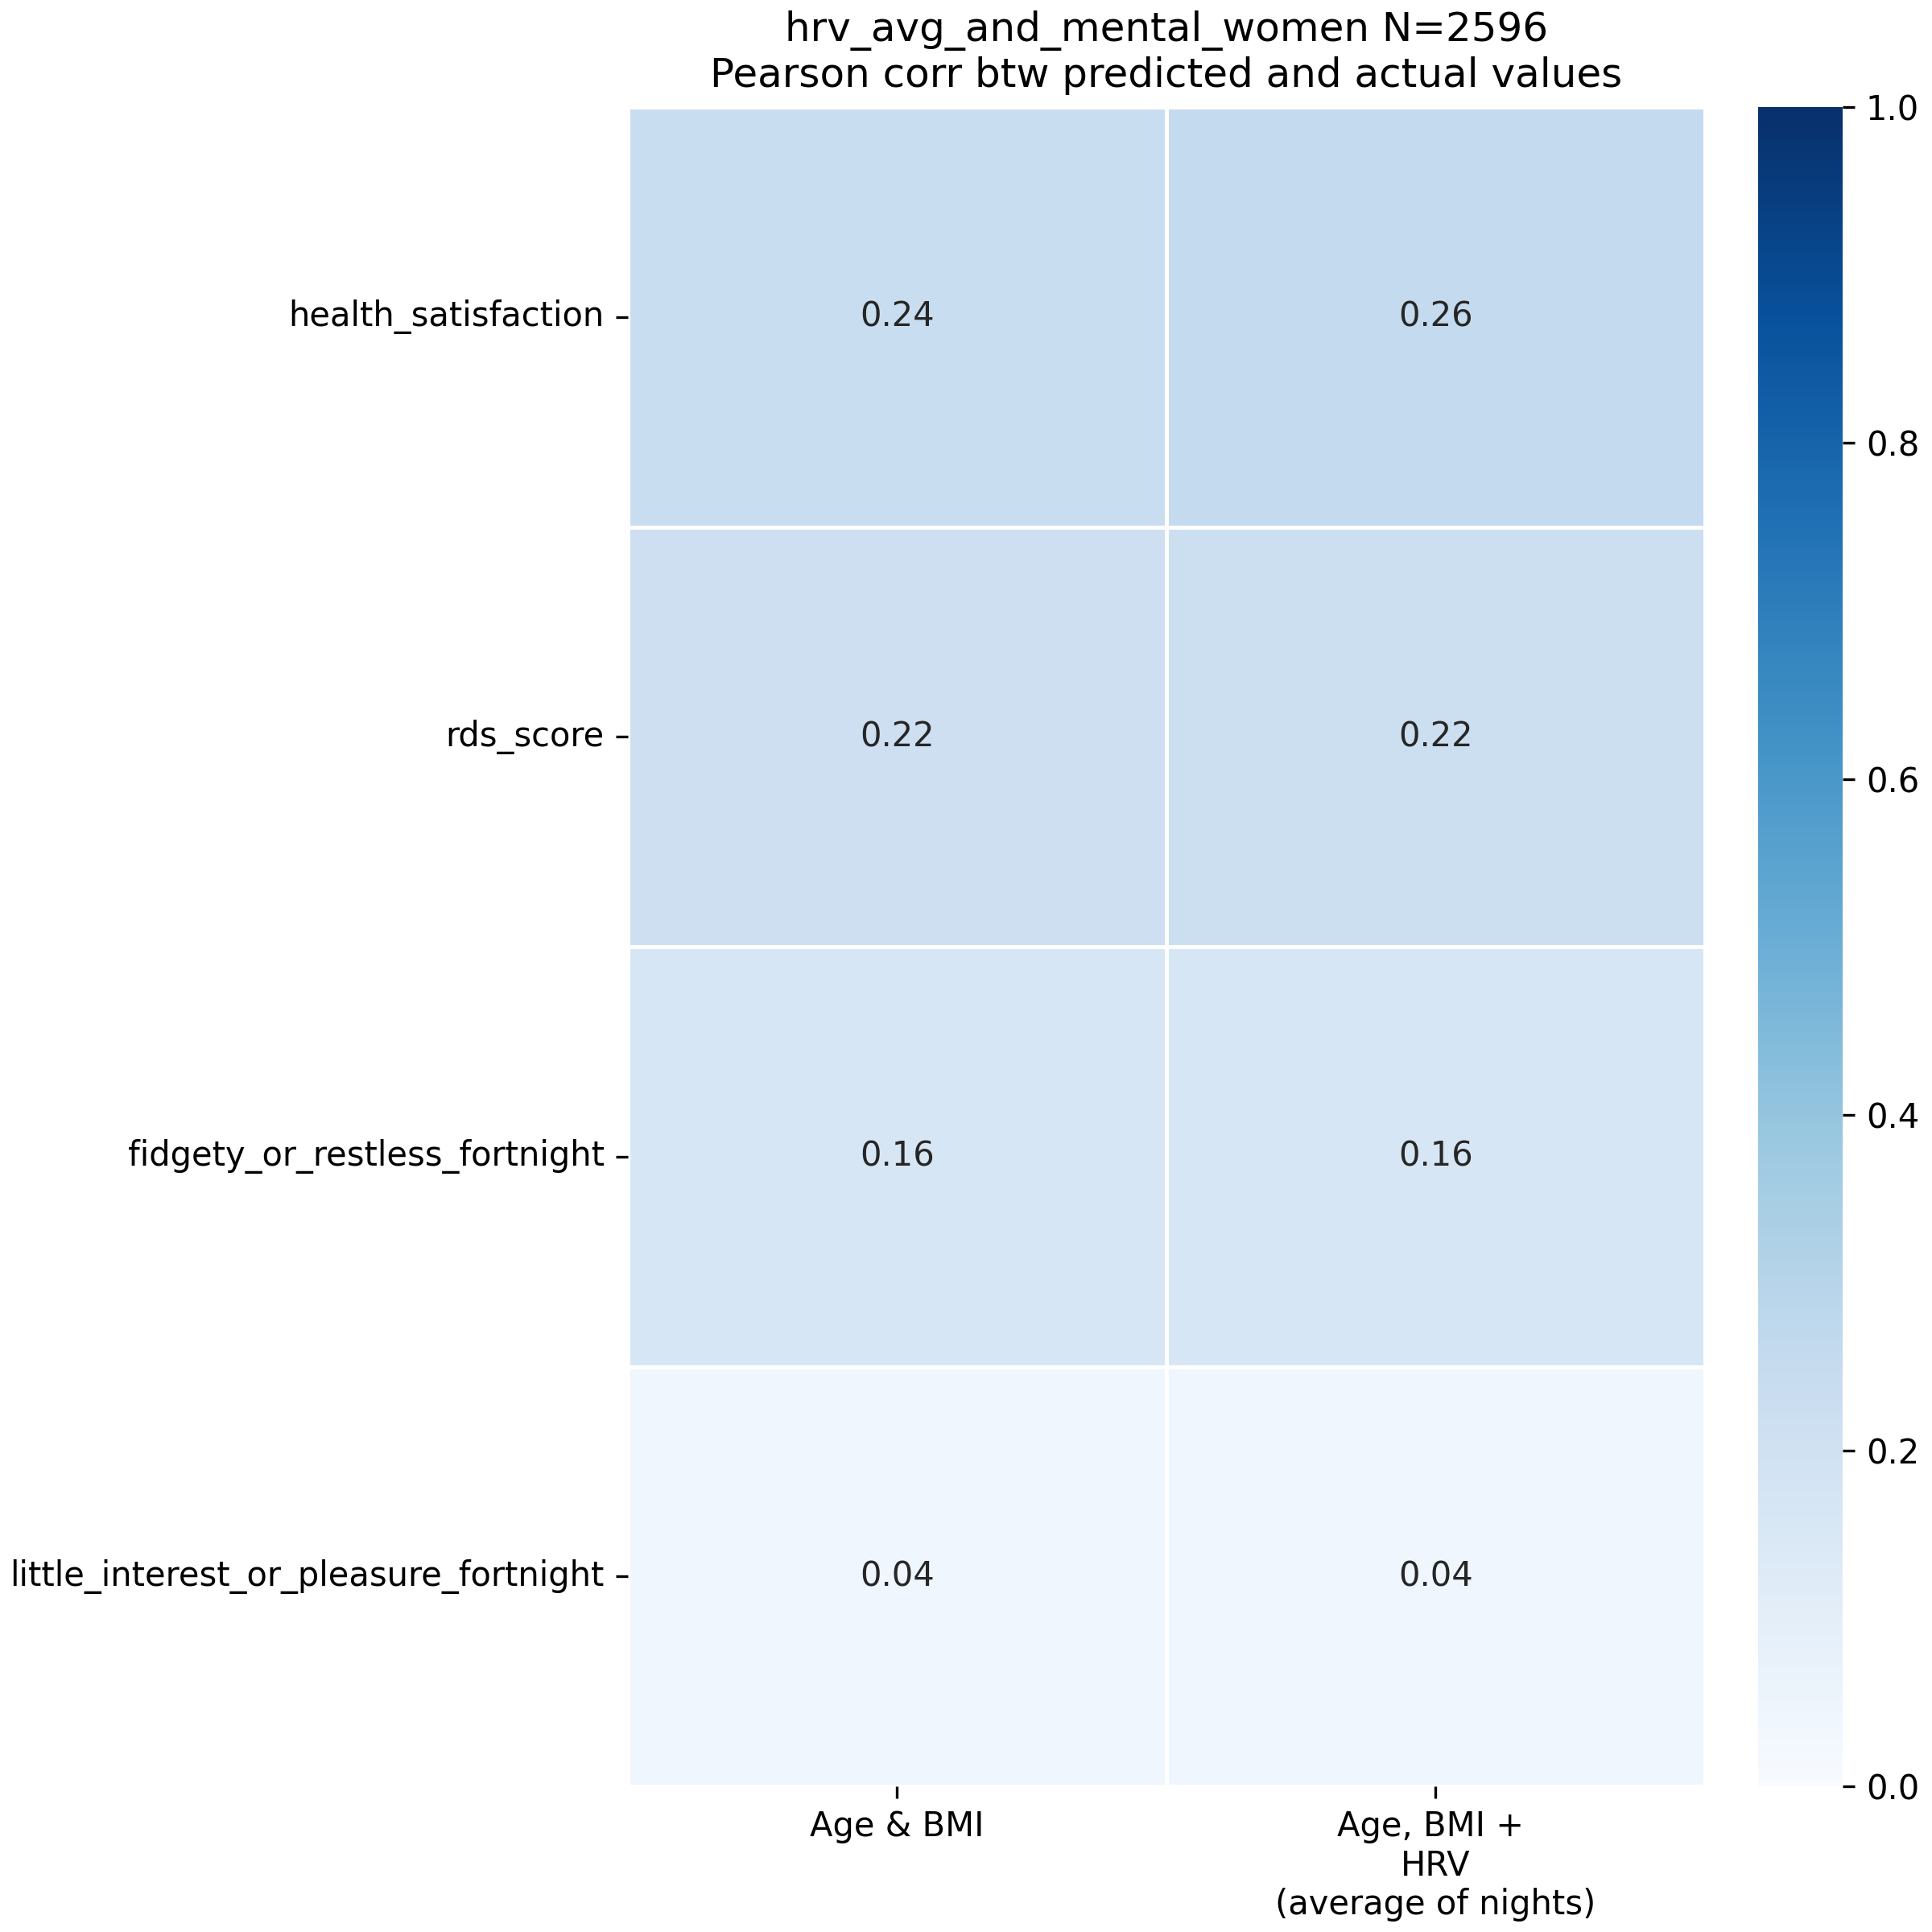 hrv_avg_and_mental_women N=2596
Pearson corr btw predicted and actual values
health_satisfaction
0.24
0.26
rds_score
0.22
0.22
fidgety_or_restless_fortnight
0.16
0.16
little_interest_or_pleasure_fortnight
0.04
0.04
Age & BMI
Age, BMI +
HRV
(average of nights)
1.0
0.8
0.6
0.4
0.2
0.0